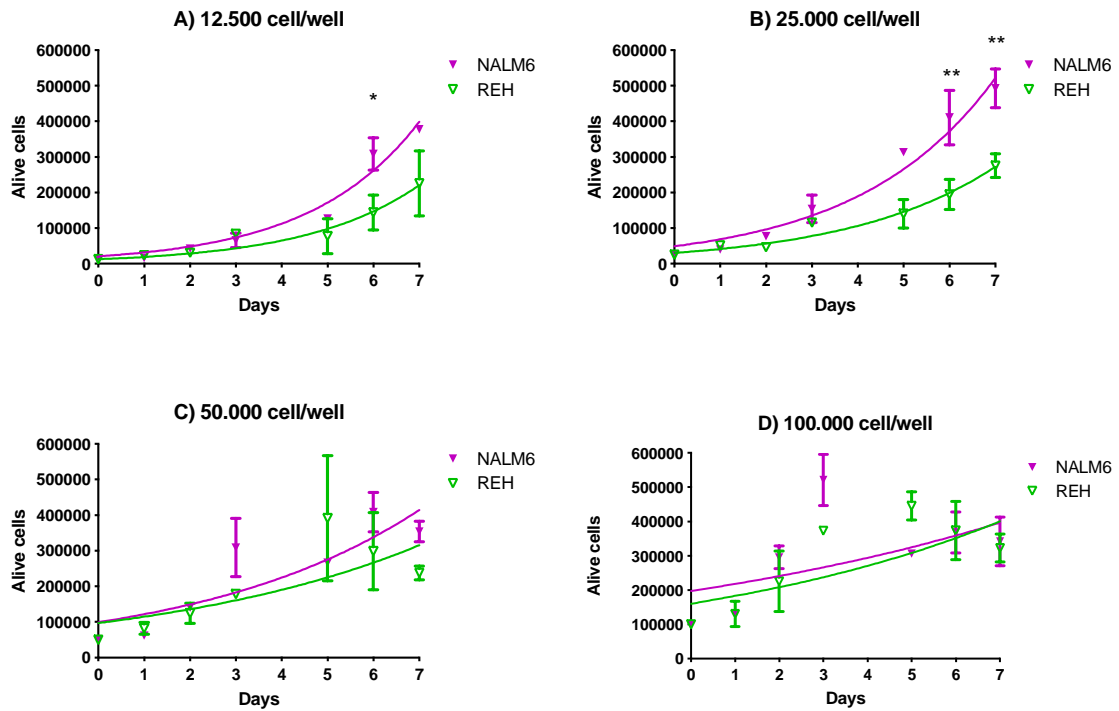 A) 12.500 cell/well
600000
500000
400000
300000
200000
100000
0
Alive cells
*
NALM6
REH
0 1 2 3 4 5 6 7
Days
B) 25.000 cell/well
600000
500000
400000
300000
200000
100000
0
Alive cells
**
**
NALM6
REH
0 1 2 3 4 5 6 7
Days
C) 50.000 cell/well
600000
500000
400000
300000
200000
100000
0
Alive cells
NALM6
REH
0 1 2 3 4 5 6 7
Days
D) 100.000 cell/well
600000
500000
400000
300000
200000
100000
0
Alive cells
NALM6
REH
0 1 2 3 4 5 6 7
Days